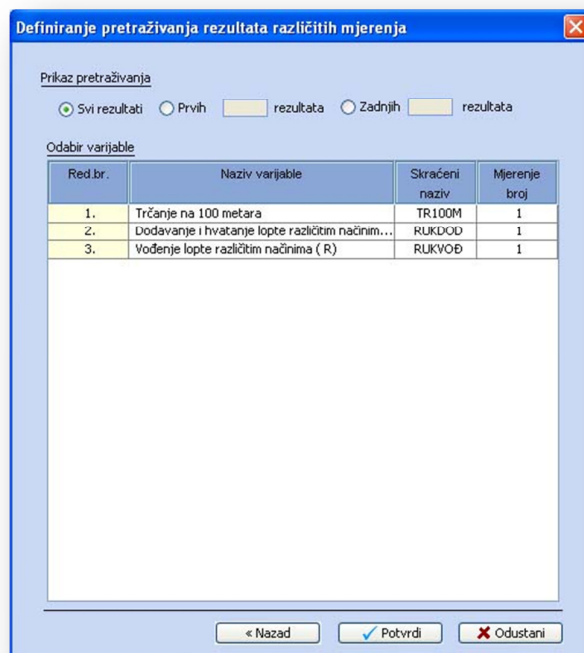 Definiranje pretraživanja rezultata različitih mjerenja
Prikaz pretraživanja
Svi rezultati Prvih rezultata Zadnjih rezultata
Odabir varijable
Red.br. Naziv varijable Skraćeni naziv Mjerenje broj
1. Trčanje na 100 metara TR100M 1
2. Dodavanje i hvatanje lopte različitim načinim... RUKDOD 1
3. Vođenje lopte različitim načinima ( R) RUKVOĐ 1
« Nazad Potvrdi Odustani